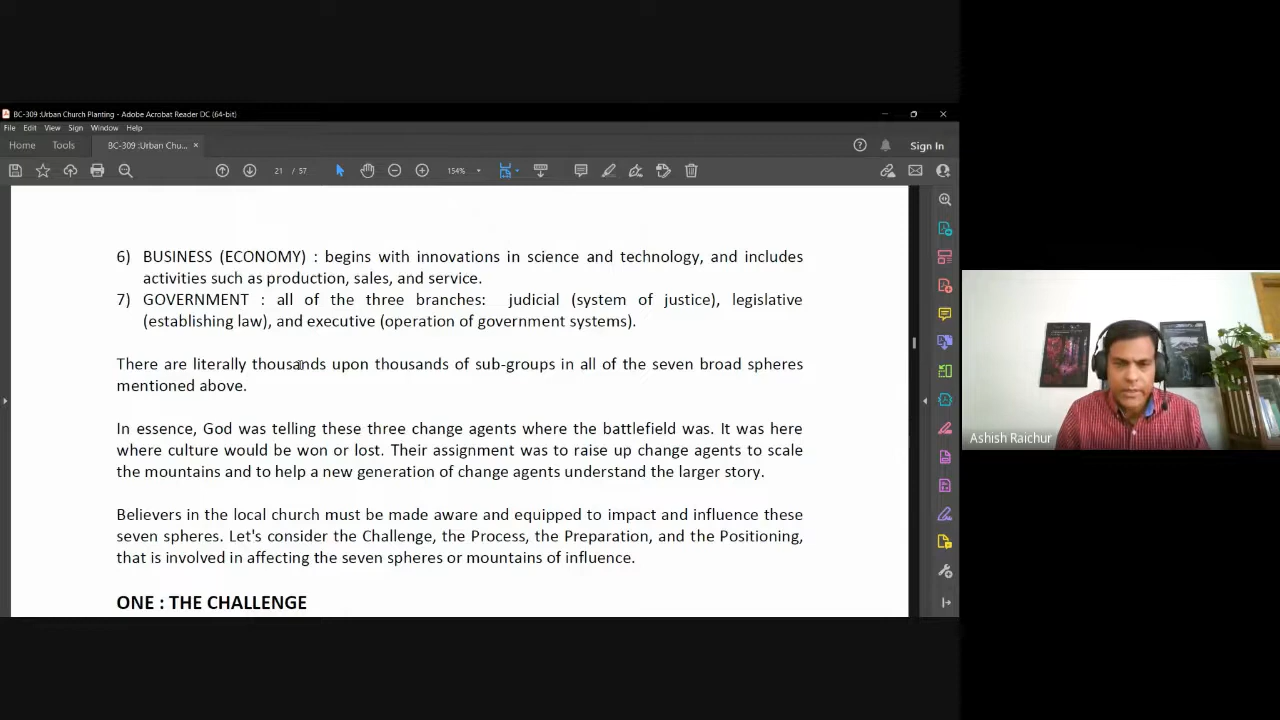 BC-309 :Urban Church Planting - Adobe Acrobat Reader DC (64-bit)
File Edit View Sign Window Help
Home Tools BC-309 :Urban Chu... × Sign In
21 / 57 154%
6) BUSINESS (ECONOMY) : begins with innovations in science and technology, and includes
activities such as production, sales, and service.
7) GOVERNMENT : all of the three branches: judicial (system of justice), legislative
(establishing law), and executive (operation of government systems).
There are literally thousands upon thousands of sub-groups in all of the seven broad spheres
mentioned above.
In essence, God was telling these three change agents where the battlefield was. It was here
where culture would be won or lost. Their assignment was to raise up change agents to scale
the mountains and to help a new generation of change agents understand the larger story.
Believers in the local church must be made aware and equipped to impact and influence these
seven spheres. Let's consider the Challenge, the Process, the Preparation, and the Positioning,
that is involved in affecting the seven spheres or mountains of influence.
ONE : THE CHALLENGE
Ashish Raichur